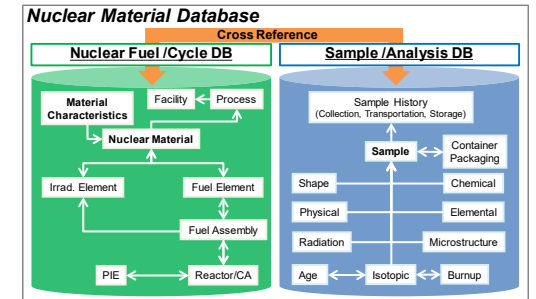 Nuclear Material Database
Cross Reference
Nuclear Fuel /Cycle DB
Sample /Analysis DB
Material
Characteristics
Facility
Process
Nuclear Material
Irrad. Element
Fuel Element
Fuel Assembly
PIE
Reactor/CA
Sample History
(Collection, Transportation, Storage)
Sample
Container
Packaging
Shape
Chemical
Physical
Elemental
Radiation
Microstructure
Age
Isotopic
Burnup